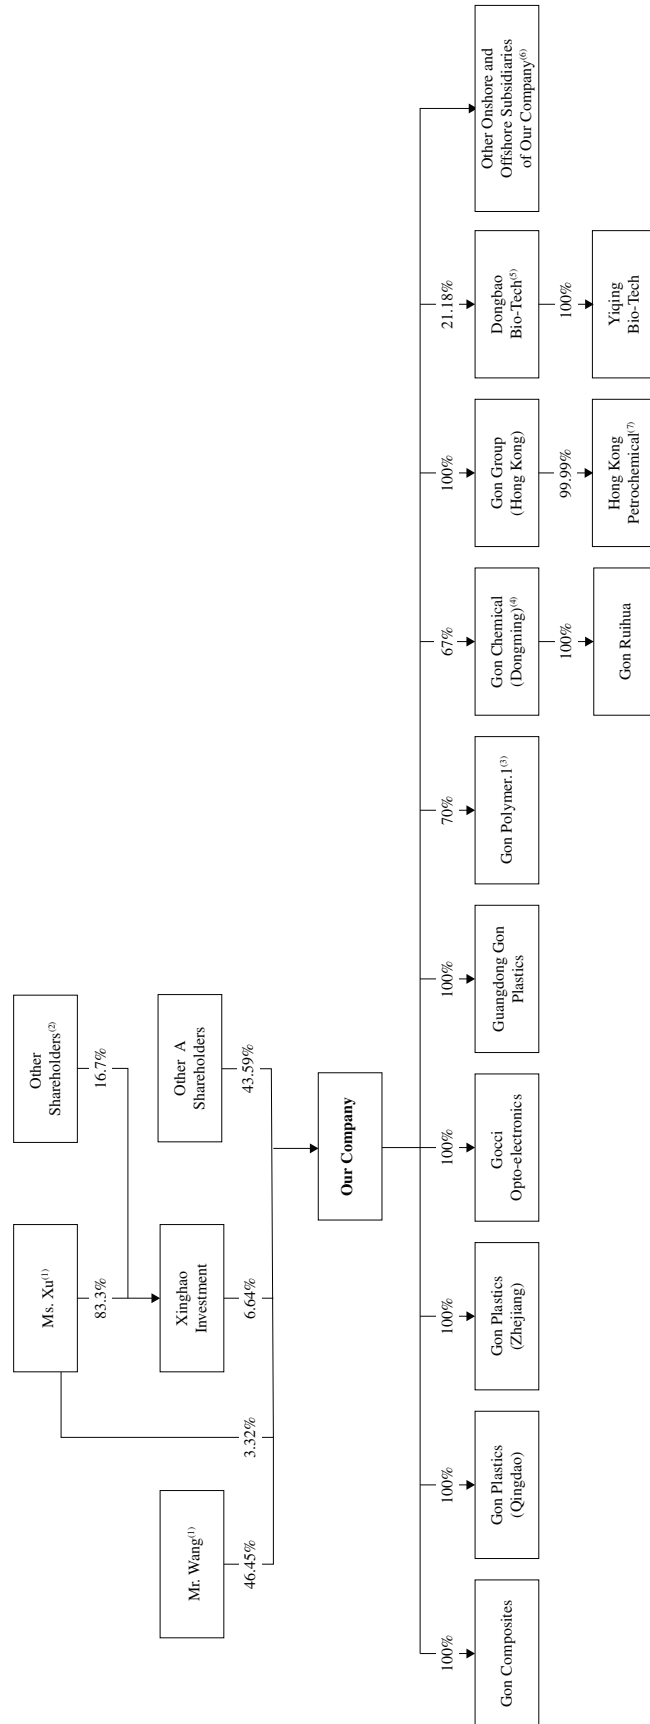 Ms. Xu(1)
Other
Shareholders(2)
83.3%
16.7%
Mr. Wang(1)
Xinghao
Investment
Other A
Shareholders
46.45%
3.32%
6.64%
43.59%
Our Company
100%
100%
100%
100%
100%
70%
67%
100%
21.18%
Gon Composites
Gon Plastics
(Qingdao)
Gon Plastics
(Zhejiang)
Gocci
Opto-electronics
Guangdong Gon
Plastics
Gon Polymer.1(3)
Gon Chemical
(Dongming)(4)
Gon Group
(Hong Kong)
Dongbao
Bio-Tech(5)
Other Onshore and
Offshore Subsidiaries
of Our Company(6)
100%
99.99%
100%
Gon Ruihua
Hong Kong
Petrochemical(7)
Yiqing
Bio-Tech